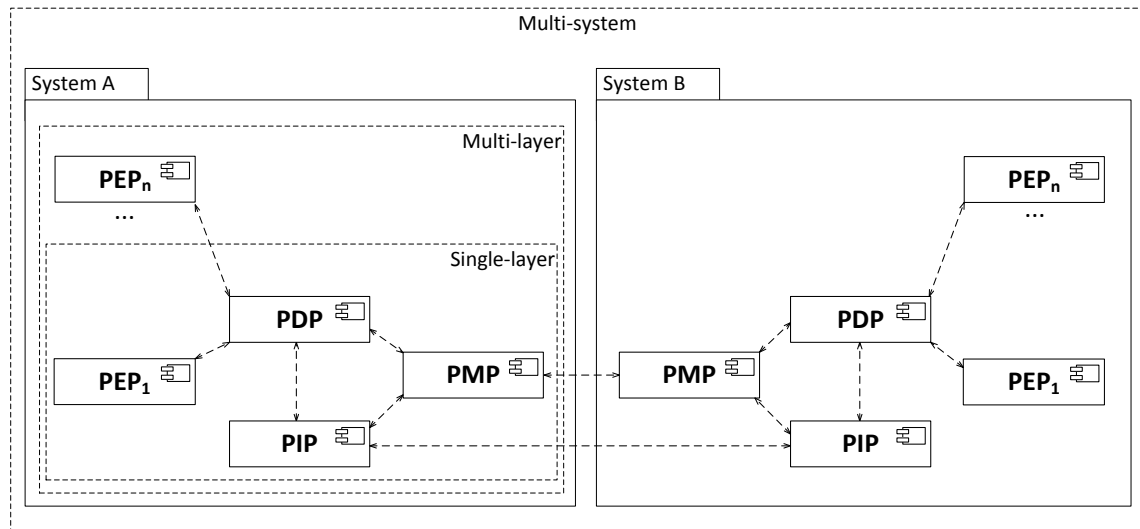 Multi-system
System A
System B
Multi-layer
PEPn
...
PEPn
...
Single-layer
PDP
PDP
PEP1
PMP
PMP
PEP1
PIP
PIP